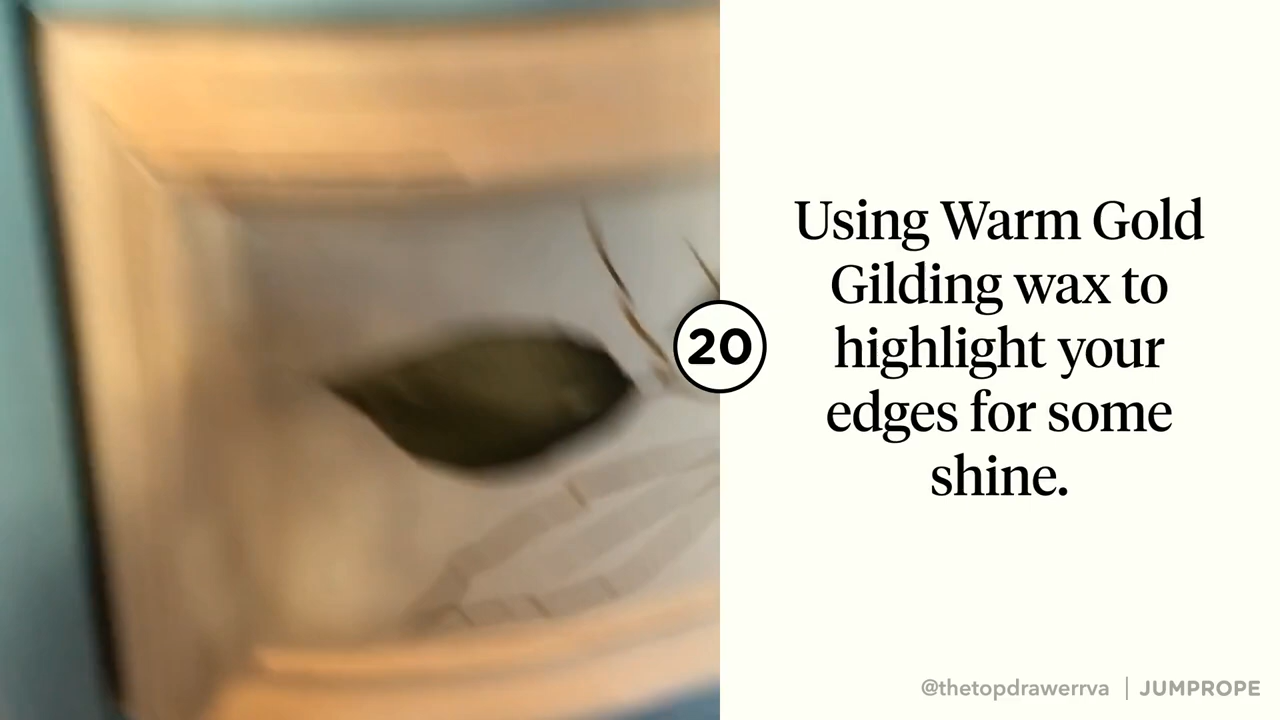 20
Using Warm Gold
Gilding wax to
highlight your
edges for some
shine.
@thetopdrawerrva | JUMPROPE